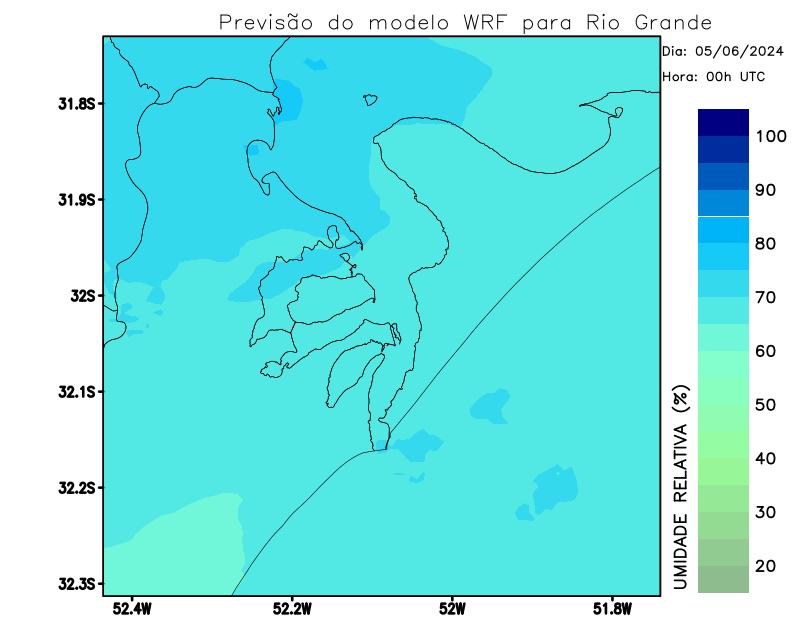 Previsão do modelo WRF para Rio Grande
Dia: 05/06/2024
Hora: 00h UTC
31.8S
31.9S
32S
32.1S
32.2S
32.3S
52.4W
52.2W
52W
51.8W
100
90
80
70
60
50
40
30
20
UMIDADE RELATIVA (%)